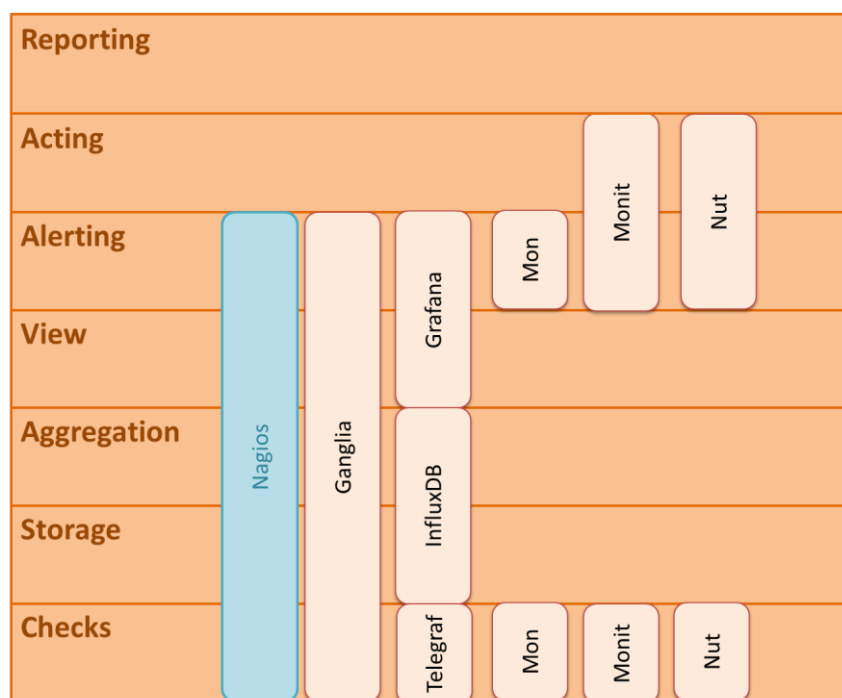 Reporting
Acting
Alerting
View
Aggregation
Storage
Checks
Nagios
Ganglia
Grafana
InfluxDB
Telegraf
Mon
Mon
Monit
Monit
Nut
Nut